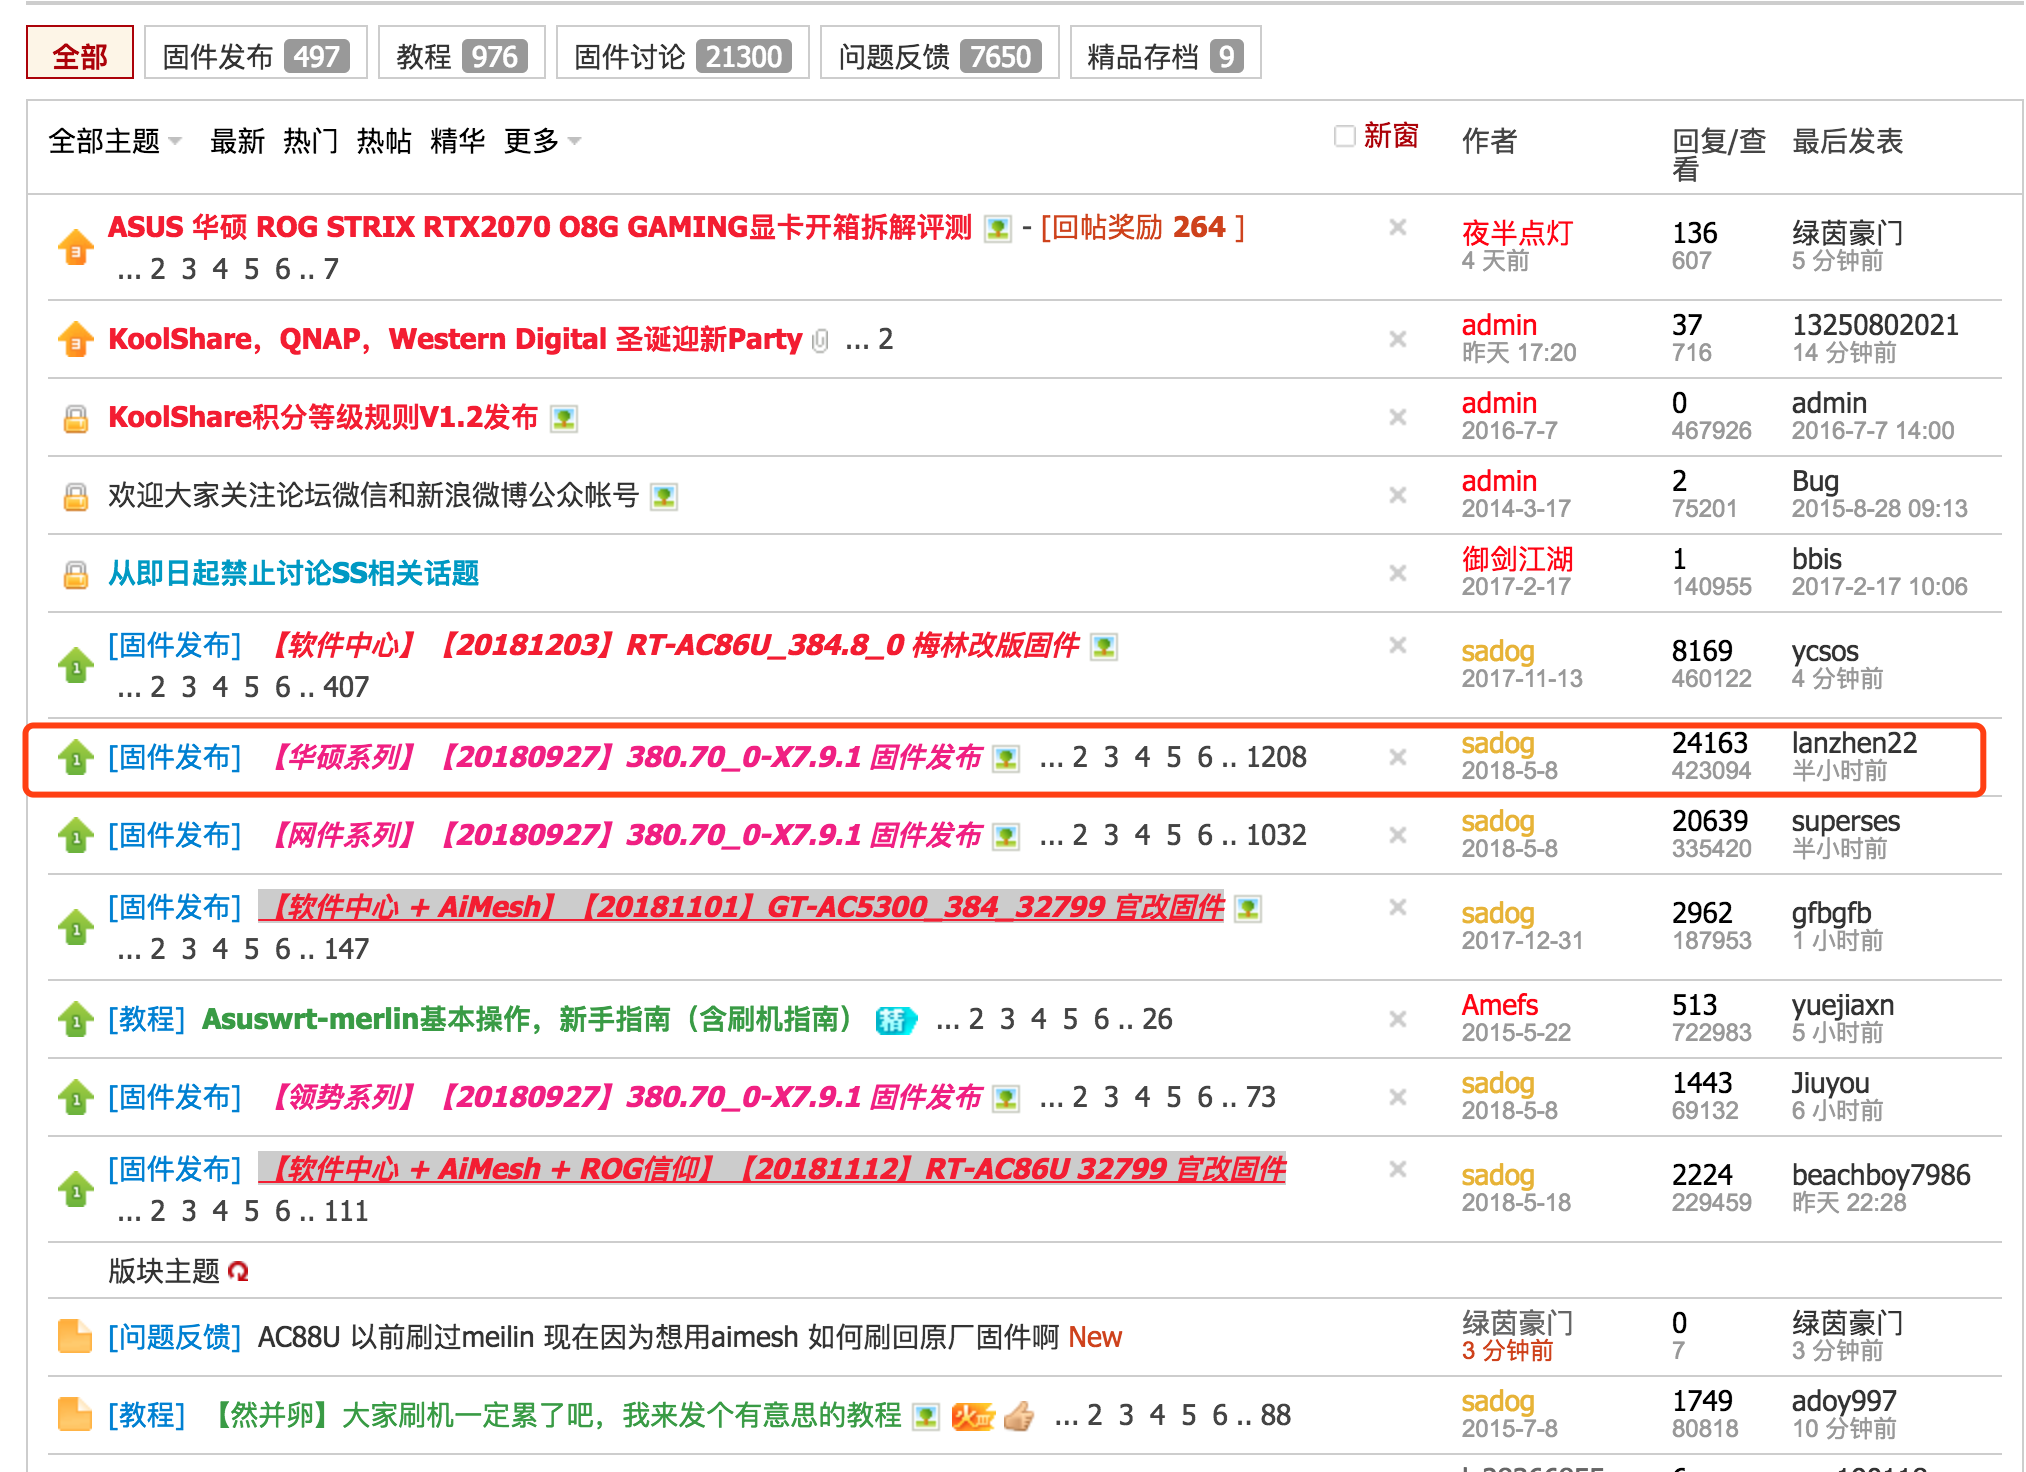 全部 固件发布 497 教程 976 固件讨论 21300 问题反馈 7650 精品存档 9
全部主题 最新 热门 热帖 精华 更多 新窗 作者 回复/查看 最后发表
ASUS 华硕 ROG STRIX RTX2070 O8G GAMING显卡开箱拆解评测 - [回帖奖励 264 ] 夜半点灯 136 绿茵豪门
... 2 3 4 5 6 .. 7 4 天前 607 5 分钟前
KoolShare，QNAP，Western Digital 圣诞迎新Party ... 2 admin 37 13250802021
昨天 17:20 716 14 分钟前
KoolShare积分等级规则V1.2发布 admin 0 admin
2016-7-7 467926 2016-7-7 14:00
欢迎大家关注论坛微信和新浪微博公众帐号 admin 2 Bug
2014-3-17 75201 2015-8-28 09:13
从即日起禁止讨论SS相关话题 御剑江湖 1 bbis
2017-2-17 140955 2017-2-17 10:06
[固件发布] 【软件中心】【20181203】RT-AC86U_384.8_0 梅林改版固件 sadog 8169 ycsos
... 2 3 4 5 6 .. 407 2017-11-13 460122 4 分钟前
[固件发布] 【华硕系列】【20180927】380.70_0-X7.9.1 固件发布 ... 2 3 4 5 6 .. 1208 sadog 24163 lanzhen22
2018-5-8 423094 半小时前
[固件发布] 【网件系列】【20180927】380.70_0-X7.9.1 固件发布 ... 2 3 4 5 6 .. 1032 sadog 20639 superses
2018-5-8 335420 半小时前
[固件发布] 【软件中心 + AiMesh】【20181101】GT-AC5300_384_32799 官改固件 sadog 2962 gfbgfb
... 2 3 4 5 6 .. 147 2017-12-31 187953 1 小时前
[教程] Asuswrt-merlin基本操作，新手指南（含刷机指南） 精 ... 2 3 4 5 6 .. 26 Amefs 513 yuejiaxn
2015-5-22 722983 5 小时前
[固件发布] 【领势系列】【20180927】380.70_0-X7.9.1 固件发布 ... 2 3 4 5 6 .. 73 sadog 1443 Jiuyou
2018-5-8 69132 6 小时前
[固件发布] 【软件中心 + AiMesh + ROG信仰】【20181112】RT-AC86U 32799 官改固件 sadog 2224 beachboy7986
... 2 3 4 5 6 .. 111 2018-5-18 229459 昨天 22:28
版块主题
[问题反馈] AC88U 以前刷过meilin 现在因为想用aimesh 如何刷回原厂固件啊 New 绿茵豪门 0 绿茵豪门
3 分钟前 7 3 分钟前
[教程] 【然并卵】大家刷机一定累了吧，我来发个有意思的教程 火 ... 2 3 4 5 6 .. 88 sadog 1749 adoy997
2015-7-8 80818 10 分钟前